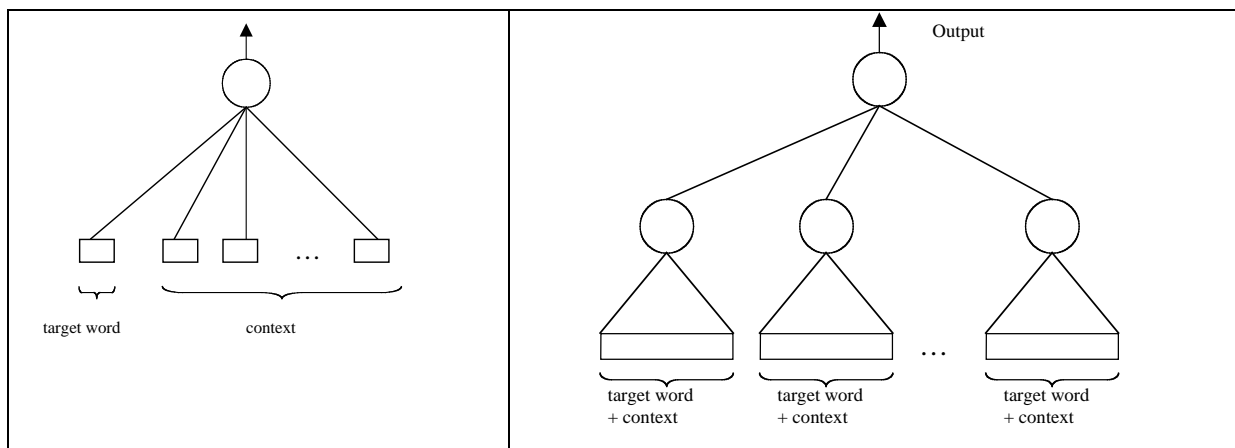 …
target word
context
Output
…
target word
+ context
target word
+ context
target word
+ context